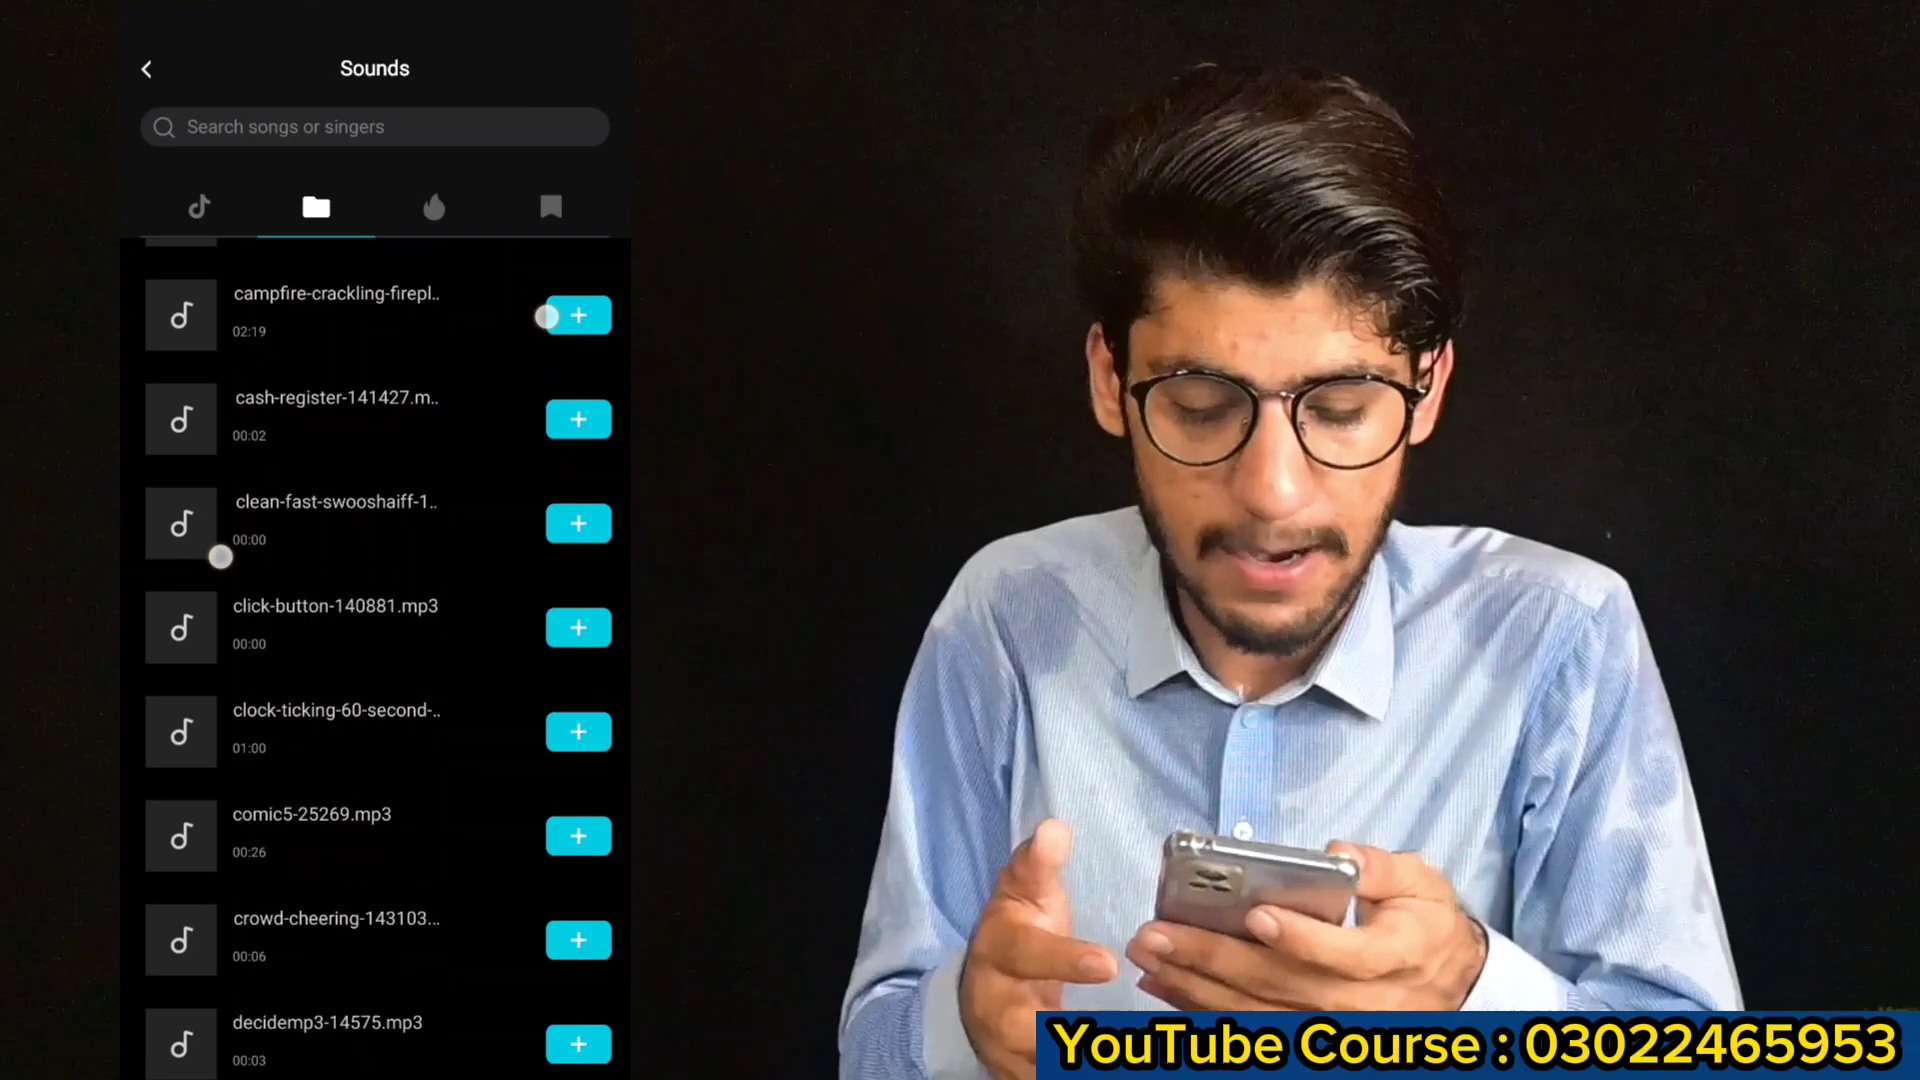 Sounds
Search songs or singers
campfire-crackling-firepl..
02:19
cash-register-141427.m..
00:02
clean-fast-swooshaiff-1..
00:00
click-button-140881.mp3
00:00
clock-ticking-60-second-..
01:00
comic5-25269.mp3
00:26
crowd-cheering-143103...
00:06
decidemp3-14575.mp3
00:03
YouTube Course : 03022465953